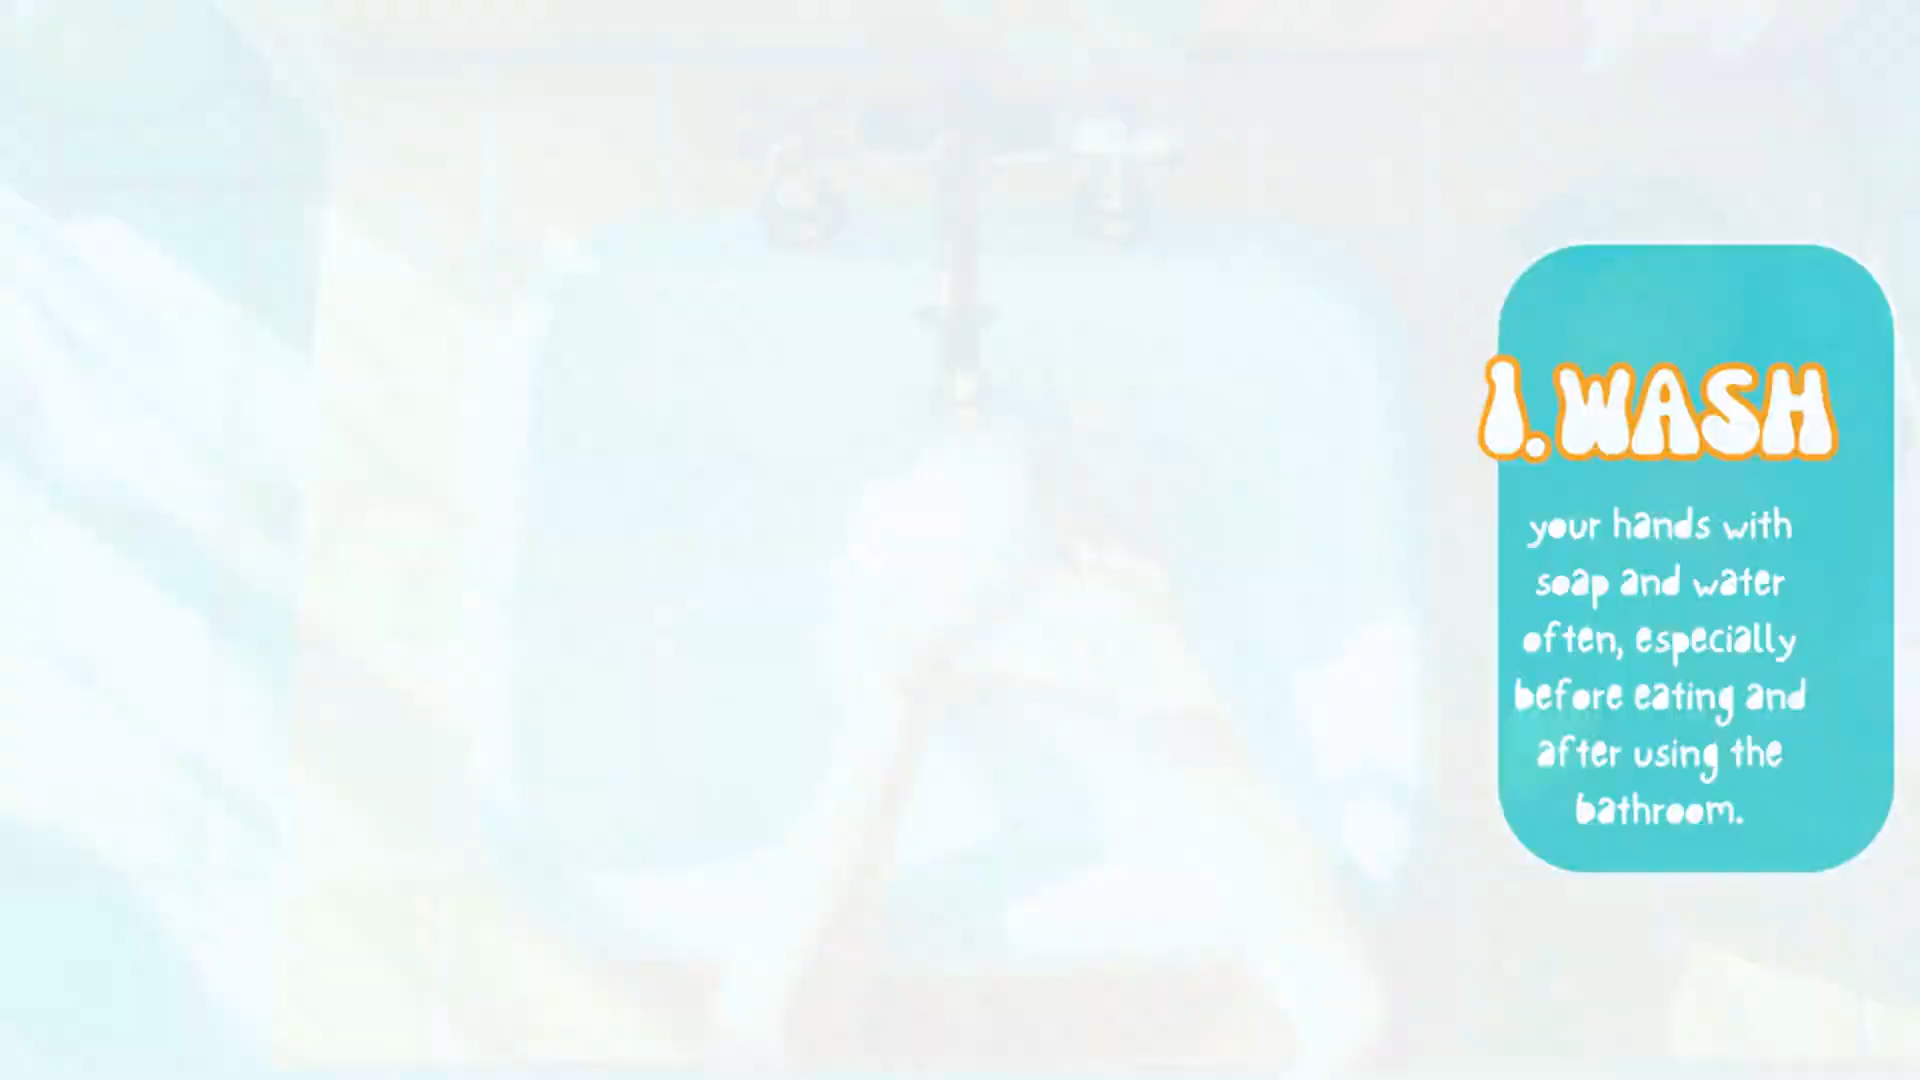 1. WASH
your hands with
soap and water
often, especially
before eating and
after using the
bathroom.